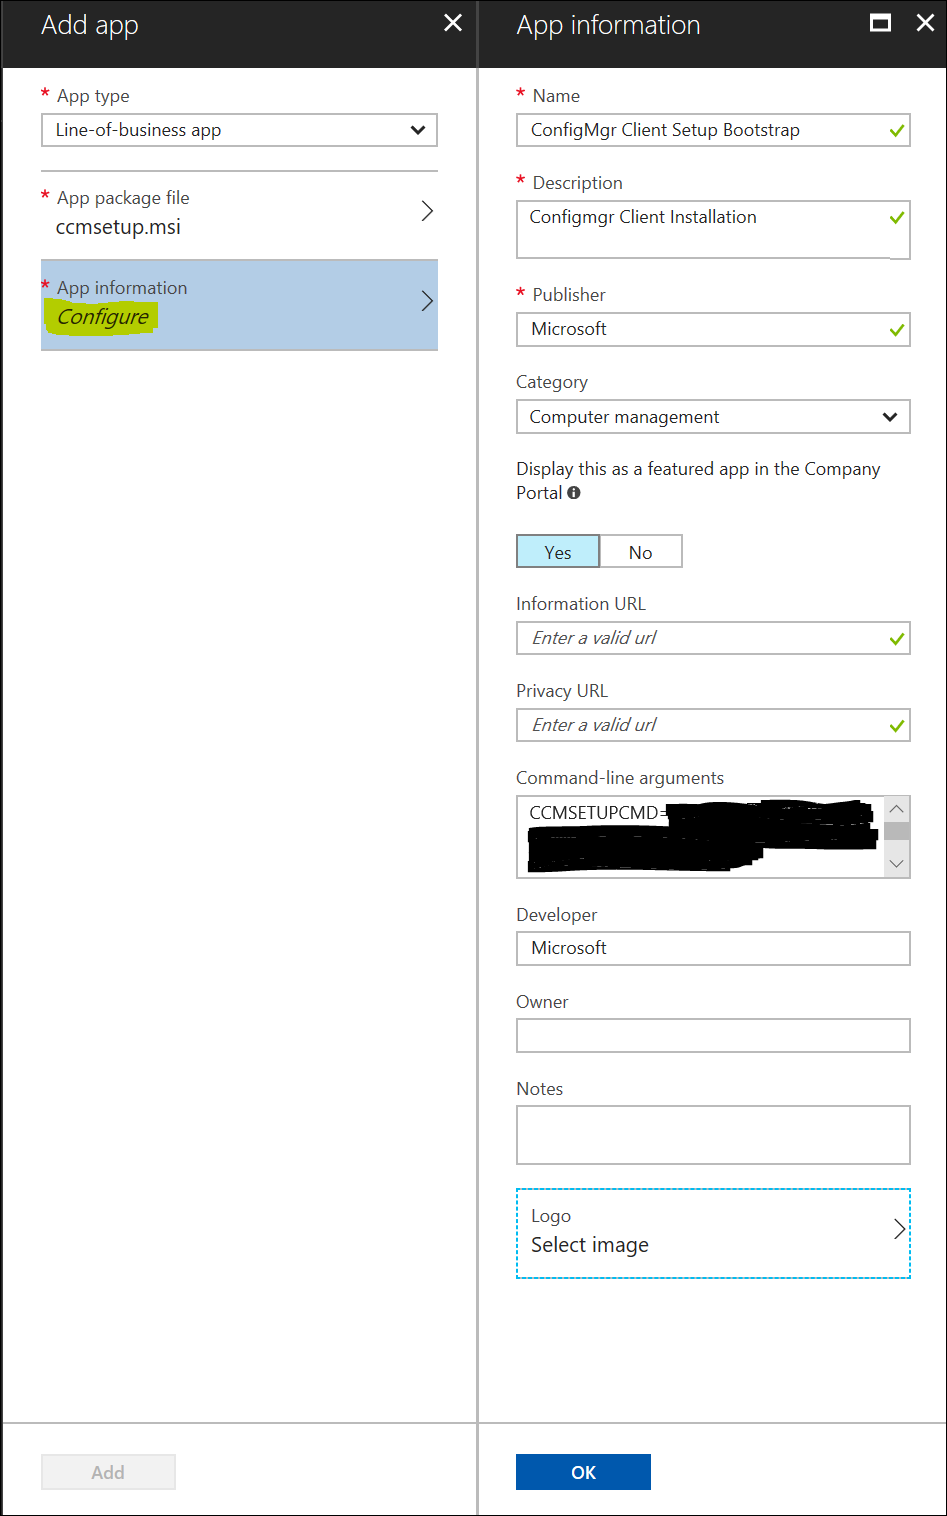 Add app
* App type
Line-of-business app
* App package file
ccmsetup.msi
* App information
Configure
Add
App information
* Name
ConfigMgr Client Setup Bootstrap
* Description
Configmgr Client Installation
* Publisher
Microsoft
Category
Computer management
Display this as a featured app in the Company
Portal
Yes No
Information URL
Enter a valid url
Privacy URL
Enter a valid url
Command-line arguments
CCMSETUPCMD=
Developer
Microsoft
Owner
Notes
Logo
Select image
OK